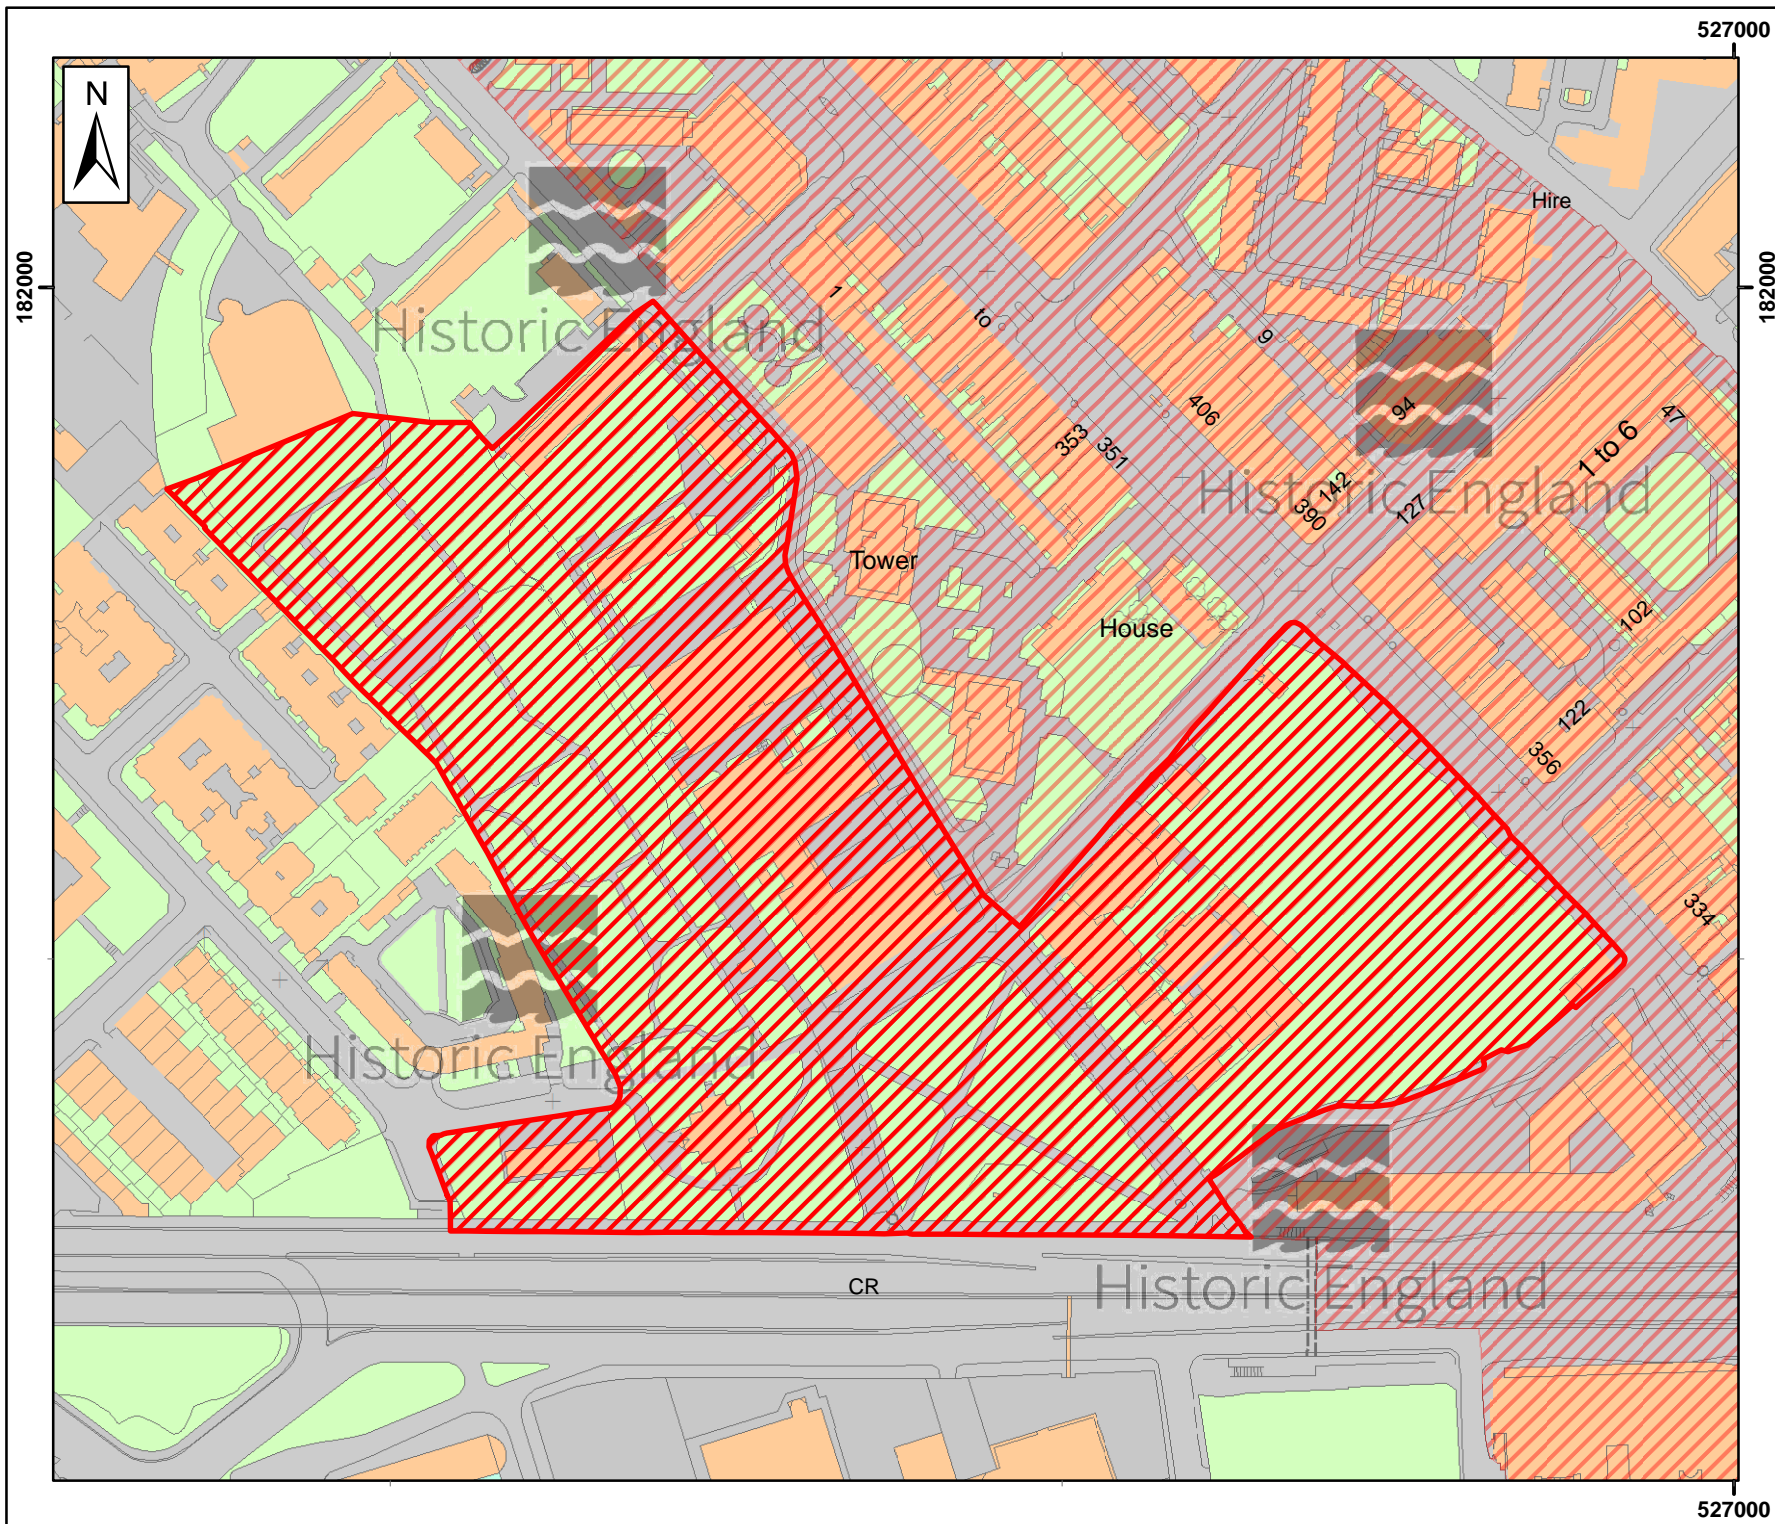 527000
N
Hire
182000
182000
1
to
Historic England
9
406
94
47
353
351
1 to 6
142
Historic England
390
127
Tower
House
102
122
356
334
Historic England
CR
Historic England
527000